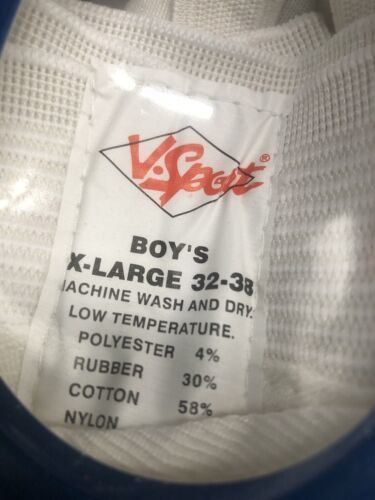 V·Sport®
BOY'S
X-LARGE 32-38
MACHINE WASH AND DRY.
LOW TEMPERATURE.
POLYESTER 4%
RUBBER 30%
COTTON 58%
NYLON